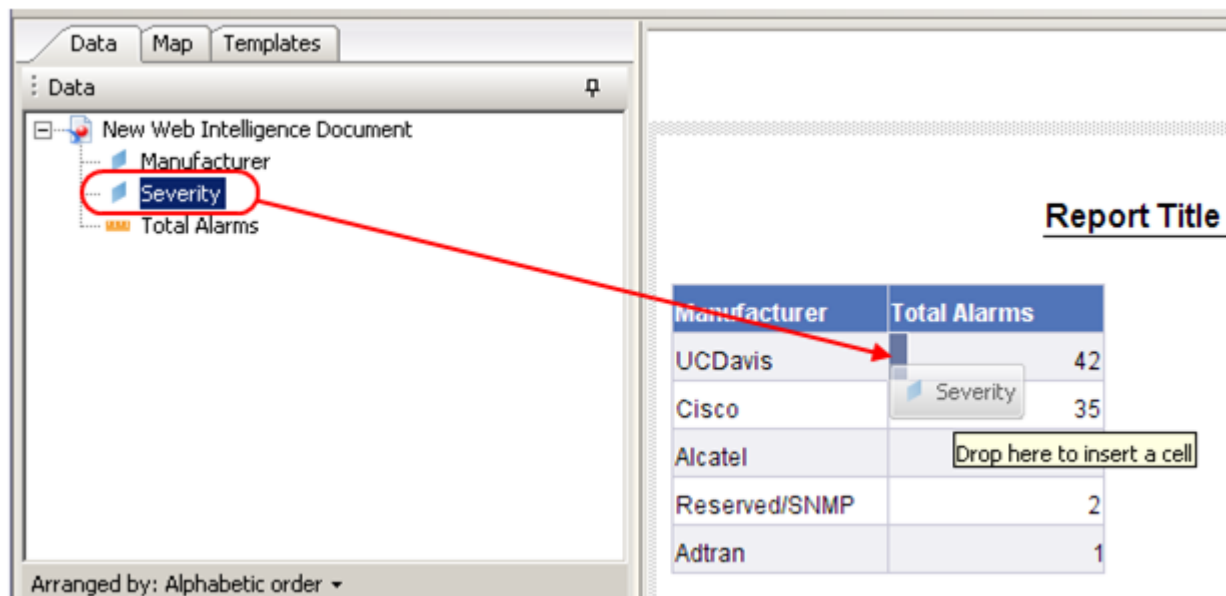 Data Map Templates
Data
New Web Intelligence Document
Manufacturer
Severity
Total Alarms
Arranged by: Alphabetic order
Report Title
Manufacturer Total Alarms
UCDavis 42
Severity
Cisco 35
Drop here to insert a cell
Alcatel
Reserved/SNMP 2
Adtran 1